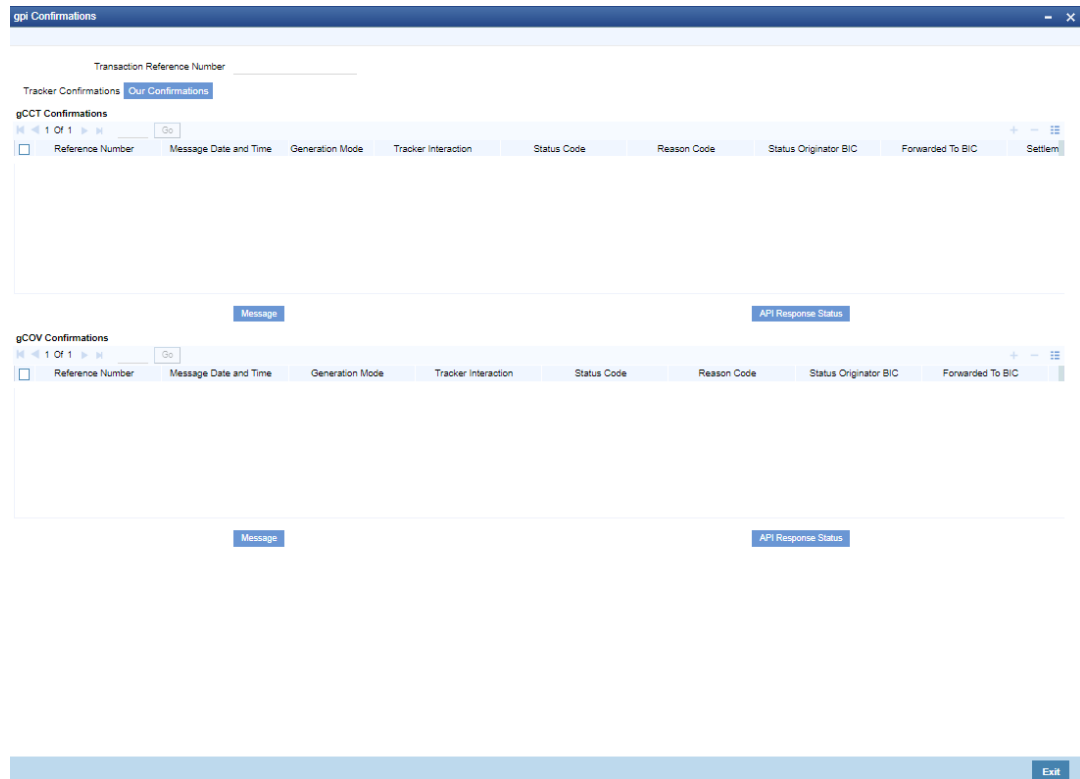 gpi Confirmations
Transaction Reference Number
Tracker Confirmations Our Confirmations
gCCT Confirmations
1 Of 1 Go
Reference Number Message Date and Time Generation Mode Tracker Interaction Status Code Reason Code Status Originator BIC Forwarded To BIC Settlem
Message API Response Status
gCOV Confirmations
1 Of 1 Go
Reference Number Message Date and Time Generation Mode Tracker Interaction Status Code Reason Code Status Originator BIC Forwarded To BIC
Message API Response Status
Exit